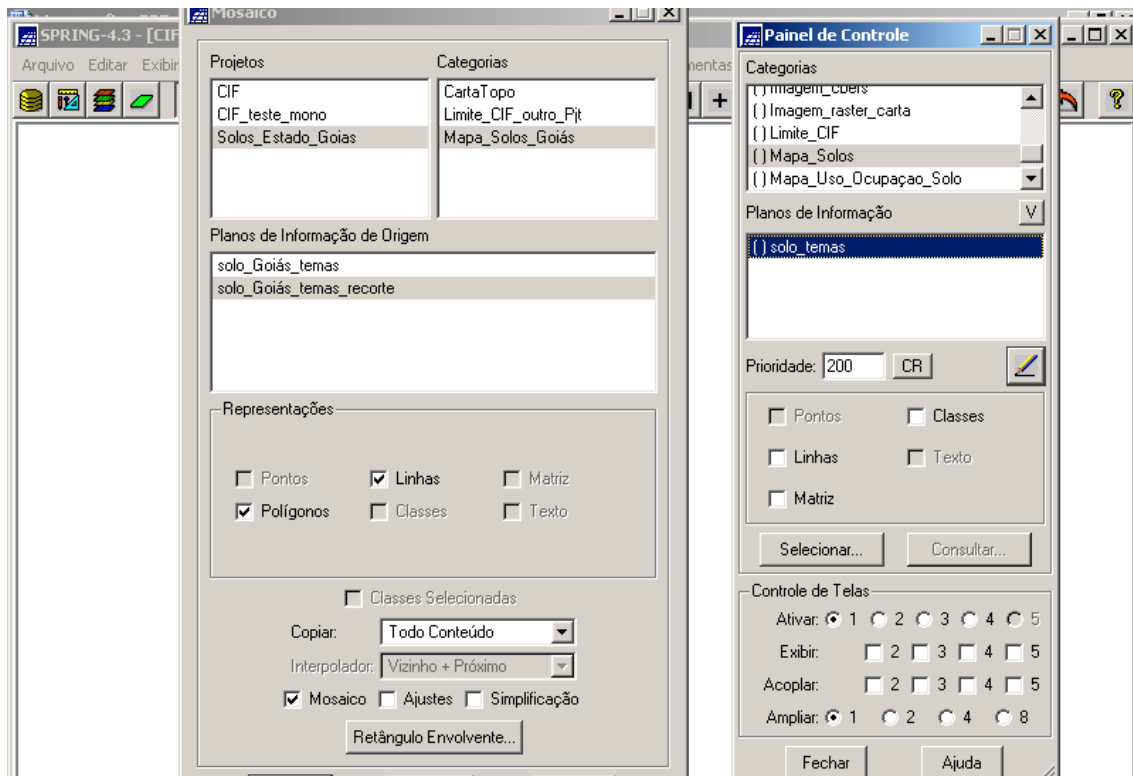 Mosaico
SPRING-4.3 - [CIF
Arquivo Editar Exibir
Projetos
CIF
CIF_teste_mono
Solos_Estado_Goias
Categorias
CartaTopo
Limite_CIF_outro_Pjt
Mapa_Solos_Goiás
Planos de Informação de Origem
solo_Goiás_temas
solo_Goiás_temas_recorte
Representações
Pontos Linhas Matriz
Polígonos Classes Texto
Classes Selecionadas
Copiar: Todo Conteúdo
Interpolador: Vizinho + Próximo
Mosaico Ajustes Simplificação
Retângulo Envolvente...
Painel de Controle
Categorias
( ) Imagem_cbers
( ) Imagem_raster_carta
( ) Limite_CIF
( ) Mapa_Solos
( ) Mapa_Uso_Ocupaçao_Solo
Planos de Informação V
( ) solo_temas
Prioridade: 200 CR
Pontos Classes
Linhas Texto
Matriz
Selecionar... Consultar...
Controle de Telas
Ativar: 1 2 3 4 5
Exibir: 2 3 4 5
Acoplar: 2 3 4 5
Ampliar: 1 2 4 8
Fechar Ajuda